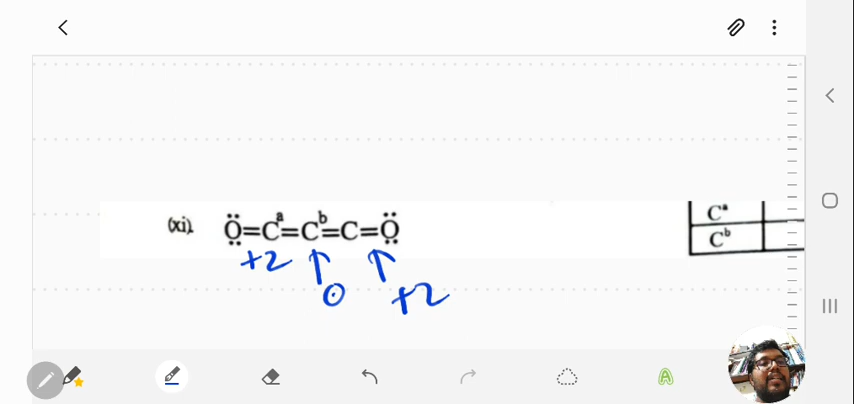 (xi) Ö=Cᵃ=Cᵇ=C=Ö
+2
0
+2
Cᵃ
Cᵇ
A